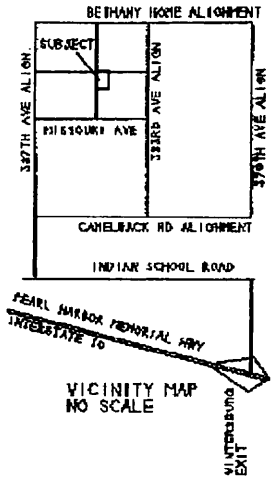 BETHANY HOME ALIGNMENT
SUBJECT
387TH AVE ALIGN
MISSOURI AVE
383RD AVE ALIGN
379TH AVE ALIGN
CAMELBACK RD ALIGNMENT
INDIAN SCHOOL ROAD
PEARL HARBOR MEMORIAL HWY
INTERSTATE 10
VICINITY MAP
NO SCALE
WINTERSBURG
EXIT